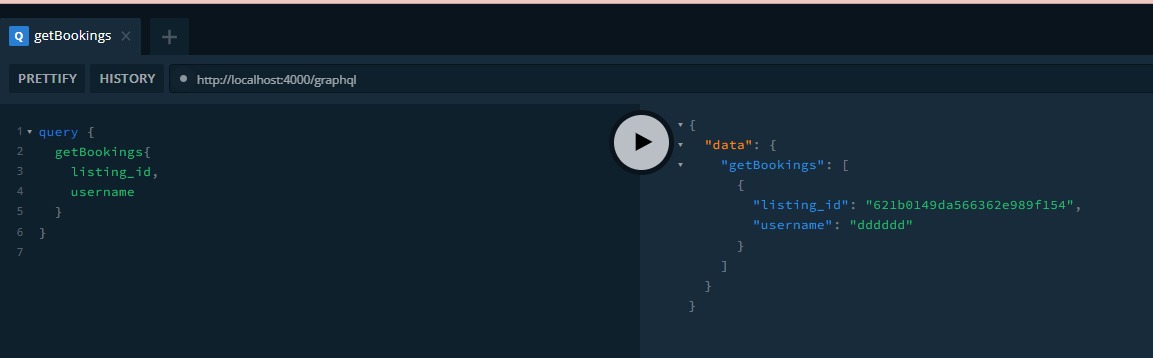 Q getBookings × +
PRETTIFY HISTORY http://localhost:4000/graphql
1 query {
2 getBookings{
3 listing_id,
4 username
5 }
6 }
7
{
"data": {
"getBookings": [
{
"listing_id": "621b0149da566362e989f154",
"username": "dddddd"
}
]
}
}